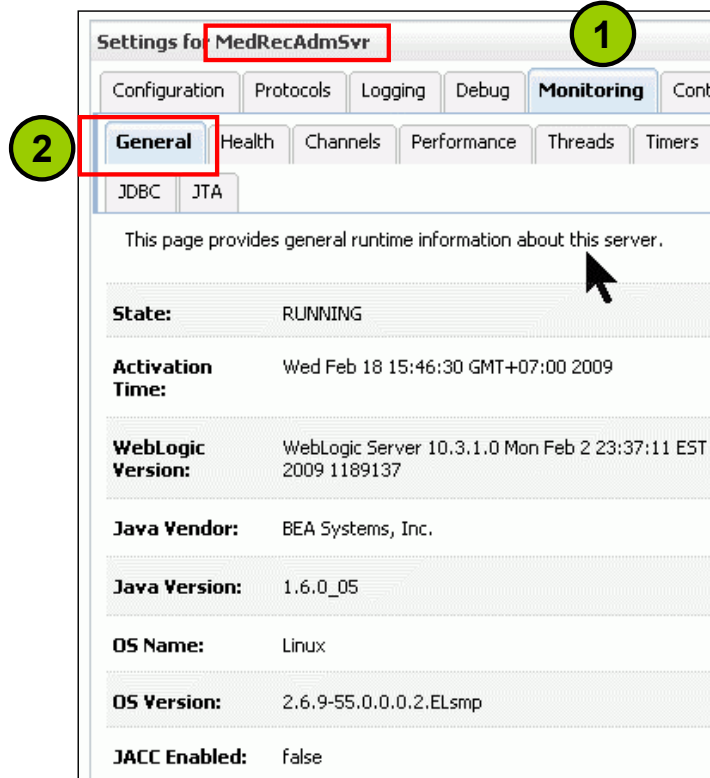 1
Settings for MedRecAdmSvr
Configuration Protocols Logging Debug Monitoring Cont
2
General Health Channels Performance Threads Timers
JDBC JTA
This page provides general runtime information about this server.
State: RUNNING
Activation Time: Wed Feb 18 15:46:30 GMT+07:00 2009
WebLogic Version: WebLogic Server 10.3.1.0 Mon Feb 2 23:37:11 EST
2009 1189137
Java Vendor: BEA Systems, Inc.
Java Version: 1.6.0_05
OS Name: Linux
OS Version: 2.6.9-55.0.0.0.2.ELsmp
JACC Enabled: false